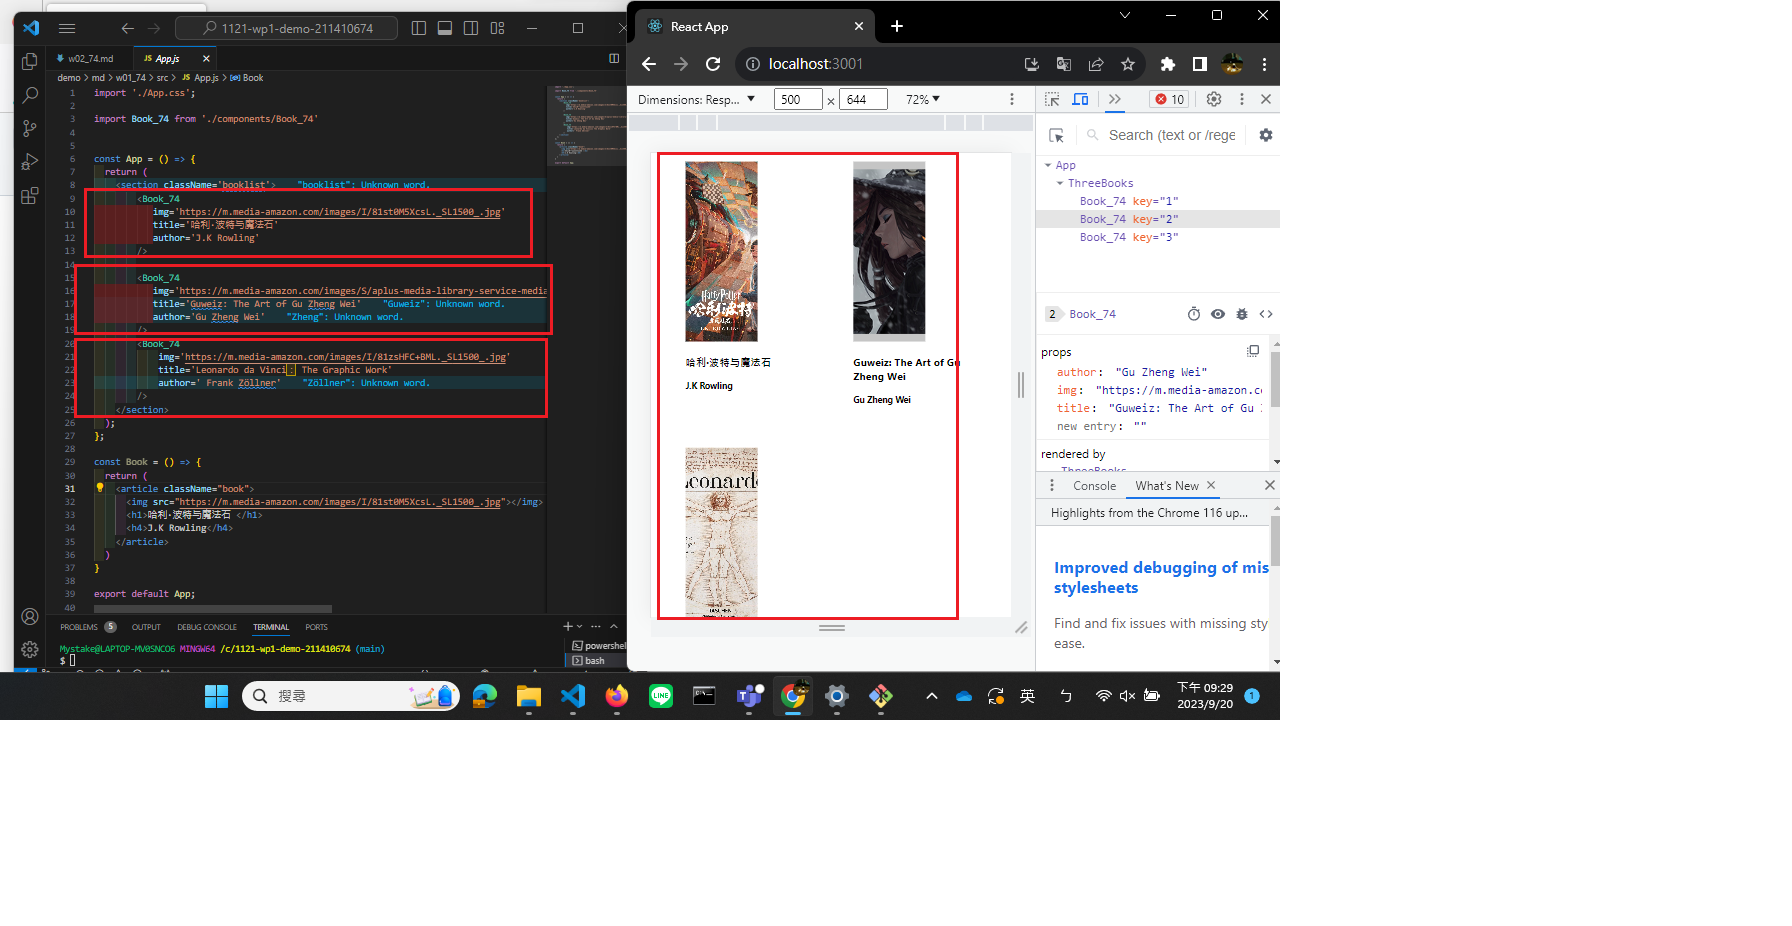 1121-wp1-demo-211410674
w02_74.md
JS App.js
demo > md > w01_74 > src > JS App.js > Book
1 import './App.css';
2
3 import Book_74 from './components/Book_74'
4
5
6 const App = () => {
7 return (
8 <section className='booklist'> "booklist": Unknown word.
9 <Book_74
10 img='https://m.media-amazon.com/images/I/81st0M5XcsL._SL1500_.jpg'
11 title='哈利·波特与魔法石'
12 author='J.K Rowling'
13 />
14
15 <Book_74
16 img='https://m.media-amazon.com/images/S/aplus-media-library-service-media
17 title='Guweiz: The Art of Gu Zheng Wei' "Guweiz": Unknown word.
18 author='Gu Zheng Wei' "Zheng": Unknown word.
19 />
20 <Book_74
21 img='https://m.media-amazon.com/images/I/81zsHFC+BML._SL1500_.jpg'
22 title='Leonardo da Vinci： The Graphic Work'
23 author=' Frank Zöllner' "Zöllner": Unknown word.
24 />
25 </section>
26 );
27 };
28
29 const Book = () => {
30 return (
31 <article className="book">
32 <img src="https://m.media-amazon.com/images/I/81st0M5XcsL._SL1500_.jpg"></img>
33 <h1>哈利·波特与魔法石 </h1>
34 <h4>J.K Rowling</h4>
35 </article>
36 )
37 }
38
39 export default App;
40
PROBLEMS 5 OUTPUT DEBUG CONSOLE TERMINAL PORTS
Mystake@LAPTOP-MV0SNCO6 MINGW64 /c/1121-wp1-demo-211410674 (main)
$
powershell
bash
React App
localhost:3001
Dimensions: Resp... 500 × 644 72%
10
Harry Potter
哈利波特
哈利·波特与魔法石
J.K Rowling
Guweiz: The Art of Gu
Zheng Wei
Gu Zheng Wei
Leonardo
TASCHEN
Search (text or /rege
App
ThreeBooks
Book_74 key="1"
Book_74 key="2"
Book_74 key="3"
2 Book_74
props
author: "Gu Zheng Wei"
img: "https://m.media-amazon.co
title: "Guweiz: The Art of Gu
new entry: ""
rendered by
ThreeBooks
Console What's New
Highlights from the Chrome 116 up...
Improved debugging of mis
stylesheets
Find and fix issues with missing sty
ease.
搜尋
LINE
英
ㄅ
下午 09:29
2023/9/20
1